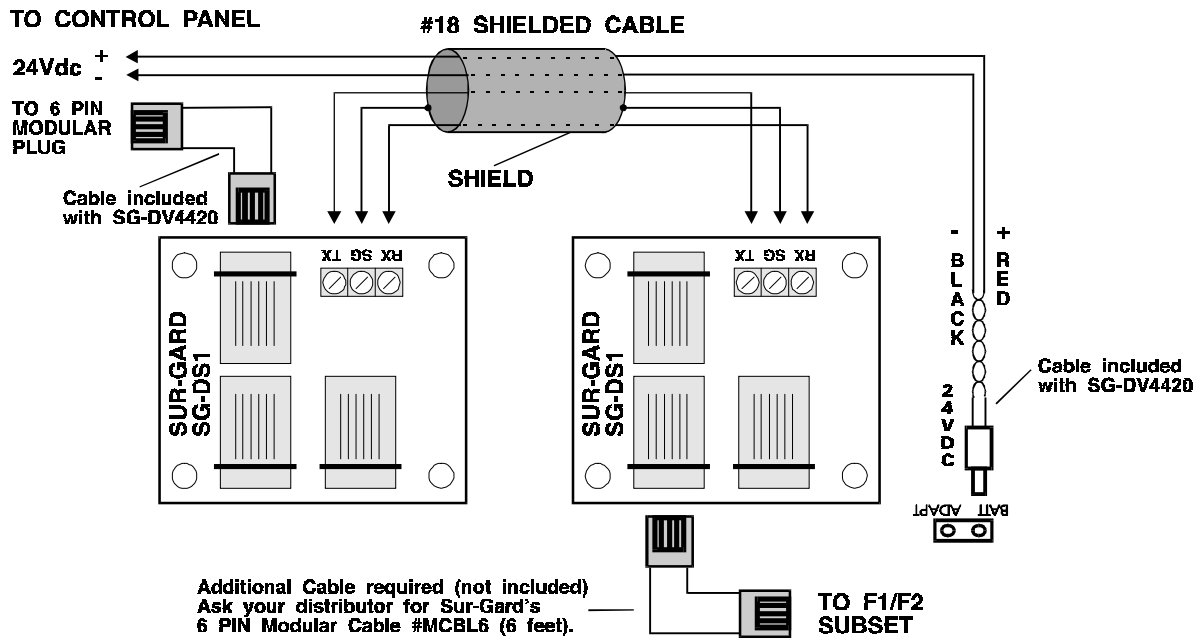 TO CONTROL PANEL
#18 SHIELDED CABLE
24Vdc + -
TO 6 PIN
MODULAR
PLUG
Cable included
with SG-DV4420
SHIELD
TX SG RX
SUR-GARD
SG-DS1
TX SG RX
SUR-GARD
SG-DS1
- BLACK
+ RED
24VDC
Cable included
with SG-DV4420
ADAPT BATT
Additional Cable required (not included)
Ask your distributor for Sur-Gard's
6 PIN Modular Cable #MCBL6 (6 feet).
TO F1/F2
SUBSET